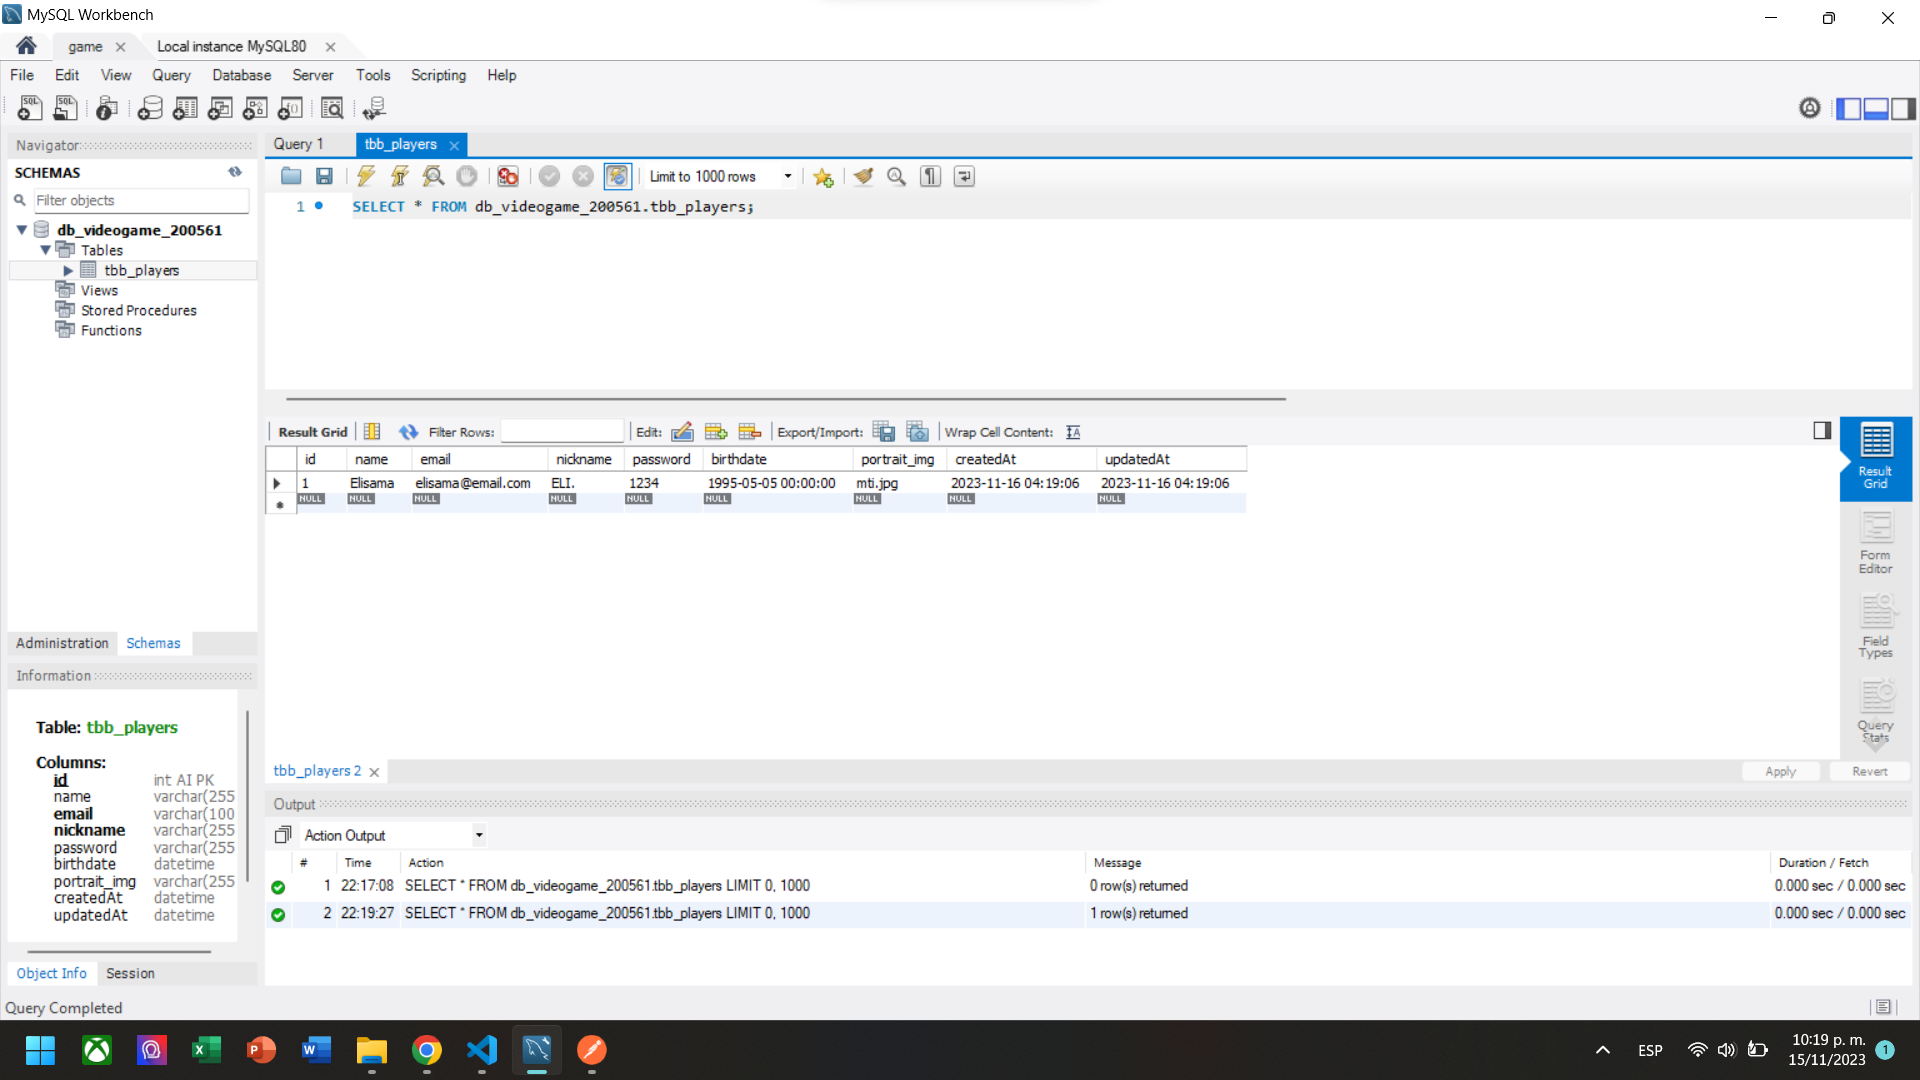 MySQL Workbench
game
Local instance MySQL80
File Edit View Query Database Server Tools Scripting Help
Navigator
SCHEMAS
Filter objects
db_videogame_200561
Tables
tbb_players
Views
Stored Procedures
Functions
Administration Schemas
Information
Table: tbb_players
Columns:
id int AI PK
name varchar(255
email varchar(100
nickname varchar(255
password varchar(255
birthdate datetime
portrait_img varchar(255
createdAt datetime
updatedAt datetime
Object Info Session
Query Completed
Query 1 tbb_players
Limit to 1000 rows
1 SELECT * FROM db_videogame_200561.tbb_players;
Result Grid Filter Rows: Edit: Export/Import: Wrap Cell Content:
id name email nickname password birthdate portrait_img createdAt updatedAt
1 Elisama elisama@email.com ELI. 1234 1995-05-05 00:00:00 mti.jpg 2023-11-16 04:19:06 2023-11-16 04:19:06
NULL NULL NULL NULL NULL NULL NULL NULL NULL
Result
Grid
Form
Editor
Field
Types
Query
Stats
tbb_players 2
Apply Revert
Output
Action Output
# Time Action Message Duration / Fetch
1 22:17:08 SELECT * FROM db_videogame_200561.tbb_players LIMIT 0, 1000 0 row(s) returned 0.000 sec / 0.000 sec
2 22:19:27 SELECT * FROM db_videogame_200561.tbb_players LIMIT 0, 1000 1 row(s) returned 0.000 sec / 0.000 sec
ESP
10:19 p. m.
15/11/2023
1